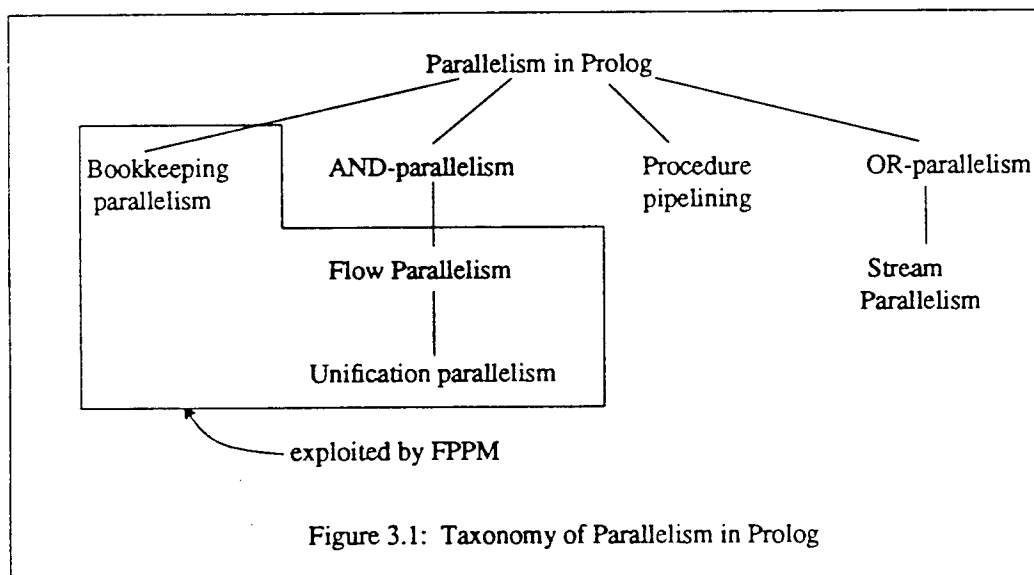 Parallelism in Prolog
Bookkeeping
parallelism
AND-parallelism
Procedure
pipelining
OR-parallelism
Flow Parallelism
Stream
Parallelism
Unification parallelism
exploited by FPPM
Figure 3.1: Taxonomy of Parallelism in Prolog